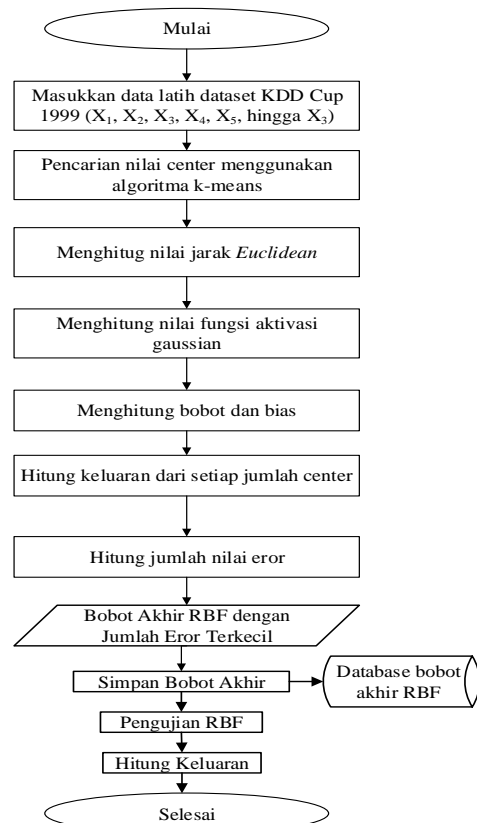 Mulai
Masukkan data latih dataset KDD Cup
1999 (X₁, X₂, X₃, X₄, X₅, hingga X₃)
Pencarian nilai center menggunakan
algoritma k-means
Menghitug nilai jarak Euclidean
Menghitung nilai fungsi aktivasi
gaussian
Menghitung bobot dan bias
Hitung keluaran dari setiap jumlah center
Hitung jumlah nilai eror
Bobot Akhir RBF dengan
Jumlah Eror Terkecil
Simpan Bobot Akhir
Database bobot
akhir RBF
Pengujian RBF
Hitung Keluaran
Selesai